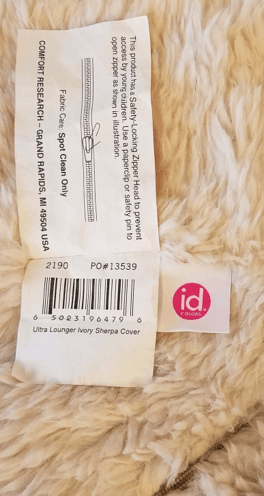 This product has a Safety-Locking Zipper Head to prevent
access by young children. Use a paperclip or safety pin to
open zipper as shown in illustration.
Fabric Care: Spot Clean Only
COMFORT RESEARCH - GRAND RAPIDS, MI 49504 USA
2190 PO#13539
6 50231 96479 6
Ultra Lounger Ivory Sherpa Cover
id